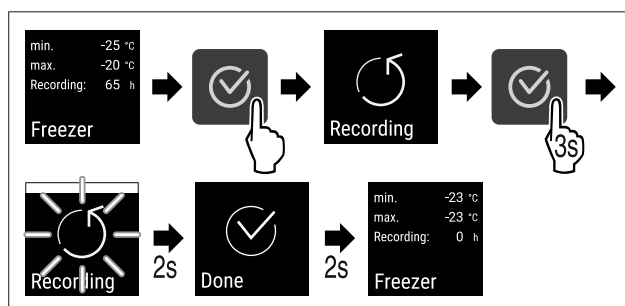 min. -25 °C
max. -20 °C
Recording: 65 h
Freezer
Recording
3s
Recording
2s
Done
2s
min. -23 °C
max. -23 °C
Recording: 0 h
Freezer